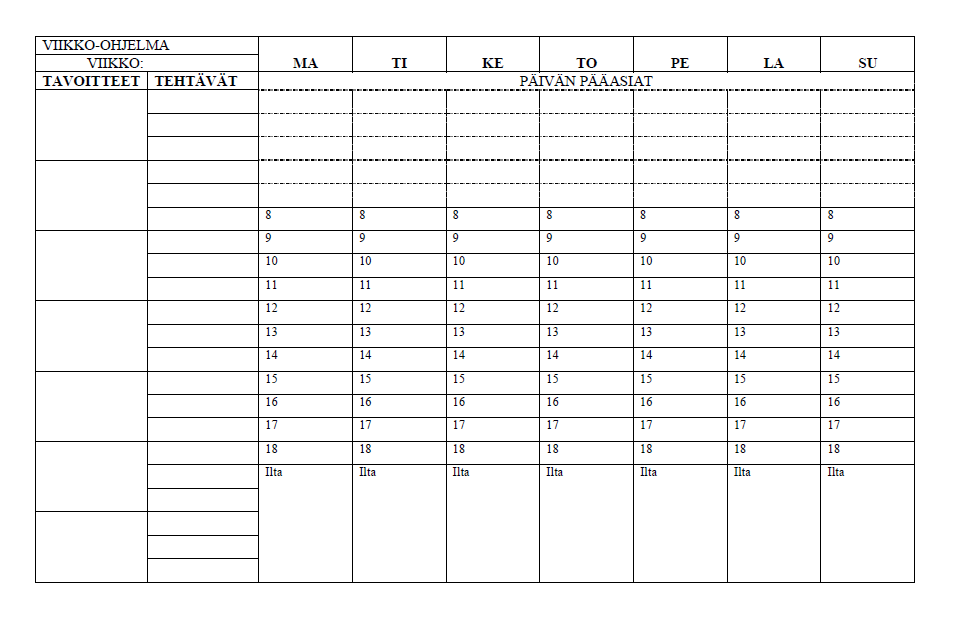 VIIKKO-OHJELMA
VIIKKO: MA TI KE TO PE LA SU
TAVOITTEET TEHTÄVÄT PÄIVÄN PÄÄASIAT
8 8 8 8 8 8 8
9 9 9 9 9 9 9
10 10 10 10 10 10 10
11 11 11 11 11 11 11
12 12 12 12 12 12 12
13 13 13 13 13 13 13
14 14 14 14 14 14 14
15 15 15 15 15 15 15
16 16 16 16 16 16 16
17 17 17 17 17 17 17
18 18 18 18 18 18 18
Ilta Ilta Ilta Ilta Ilta Ilta Ilta